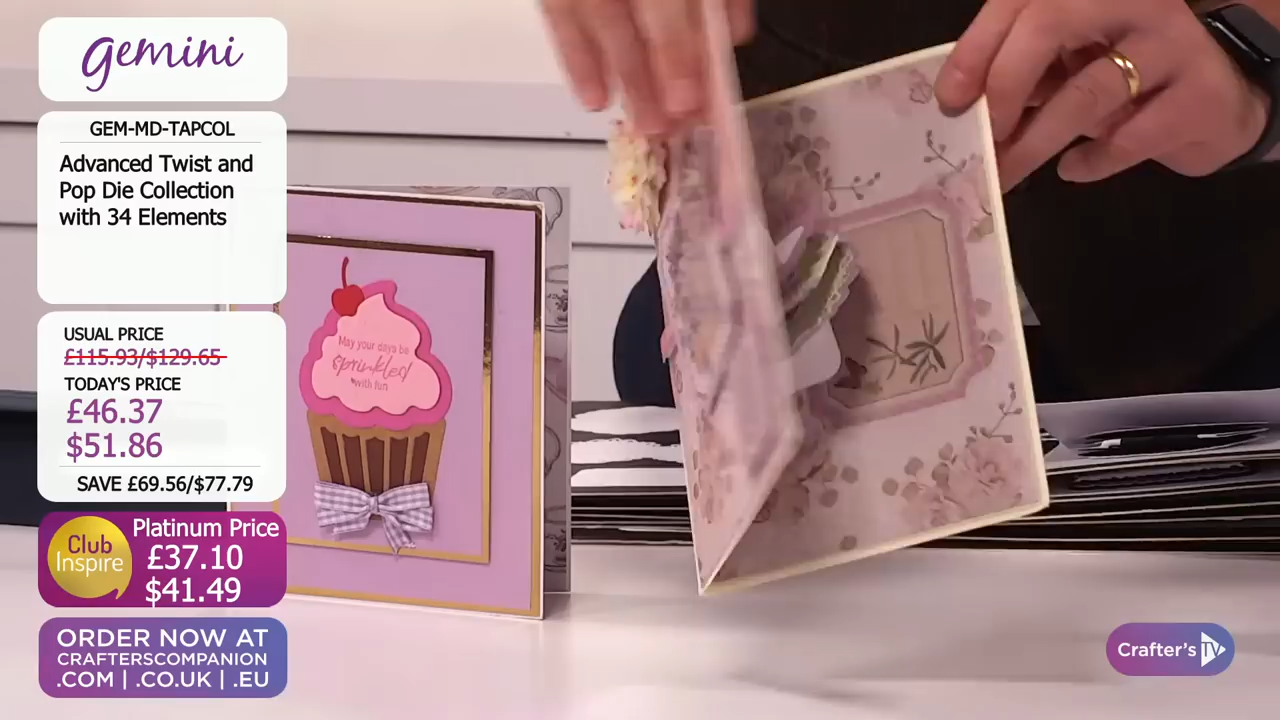 gemini
GEM-MD-TAPCOL
Advanced Twist and
Pop Die Collection
with 34 Elements
USUAL PRICE
£115.93/$129.65
TODAY'S PRICE
£46.37
$51.86
SAVE £69.56/$77.79
Club
Inspire
Platinum Price
£37.10
$41.49
ORDER NOW AT
CRAFTERSCOMPANION
.COM | .CO.UK | .EU
May your days be
sprinkled
with fun
Crafter's TV